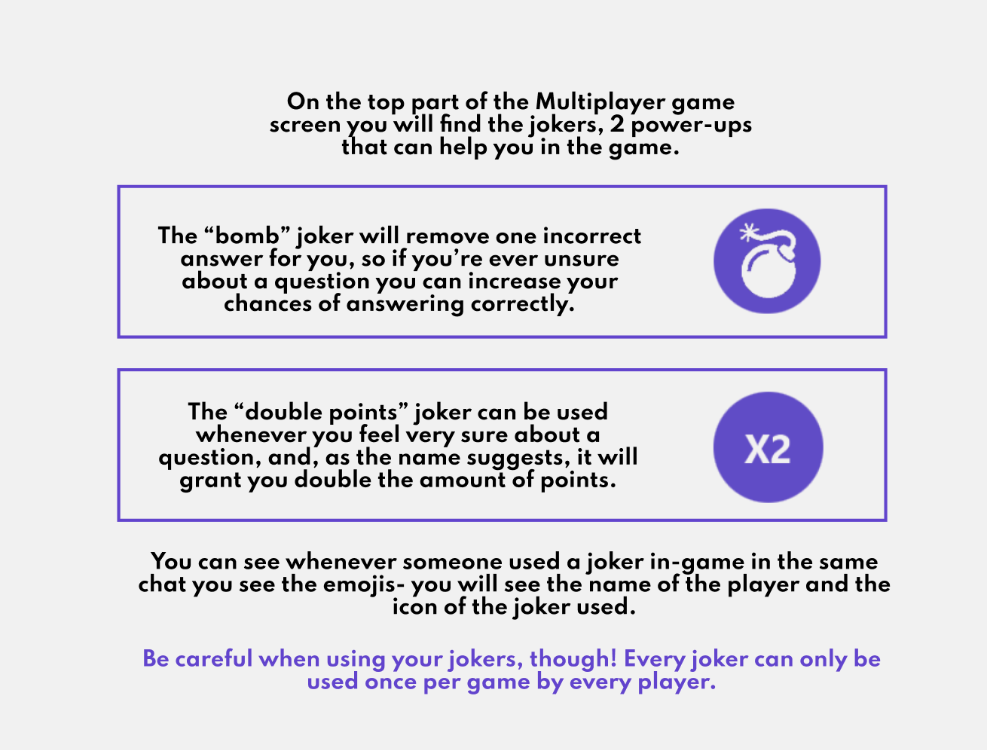 On the top part of the Multiplayer game
screen you will find the jokers, 2 power-ups
that can help you in the game.
The “bomb” joker will remove one incorrect
answer for you, so if you’re ever unsure
about a question you can increase your
chances of answering correctly.
The “double points” joker can be used
whenever you feel very sure about a
question, and, as the name suggests, it will
grant you double the amount of points.
X2
You can see whenever someone used a joker in-game in the same
chat you see the emojis- you will see the name of the player and the
icon of the joker used.
Be careful when using your jokers, though! Every joker can only be
used once per game by every player.